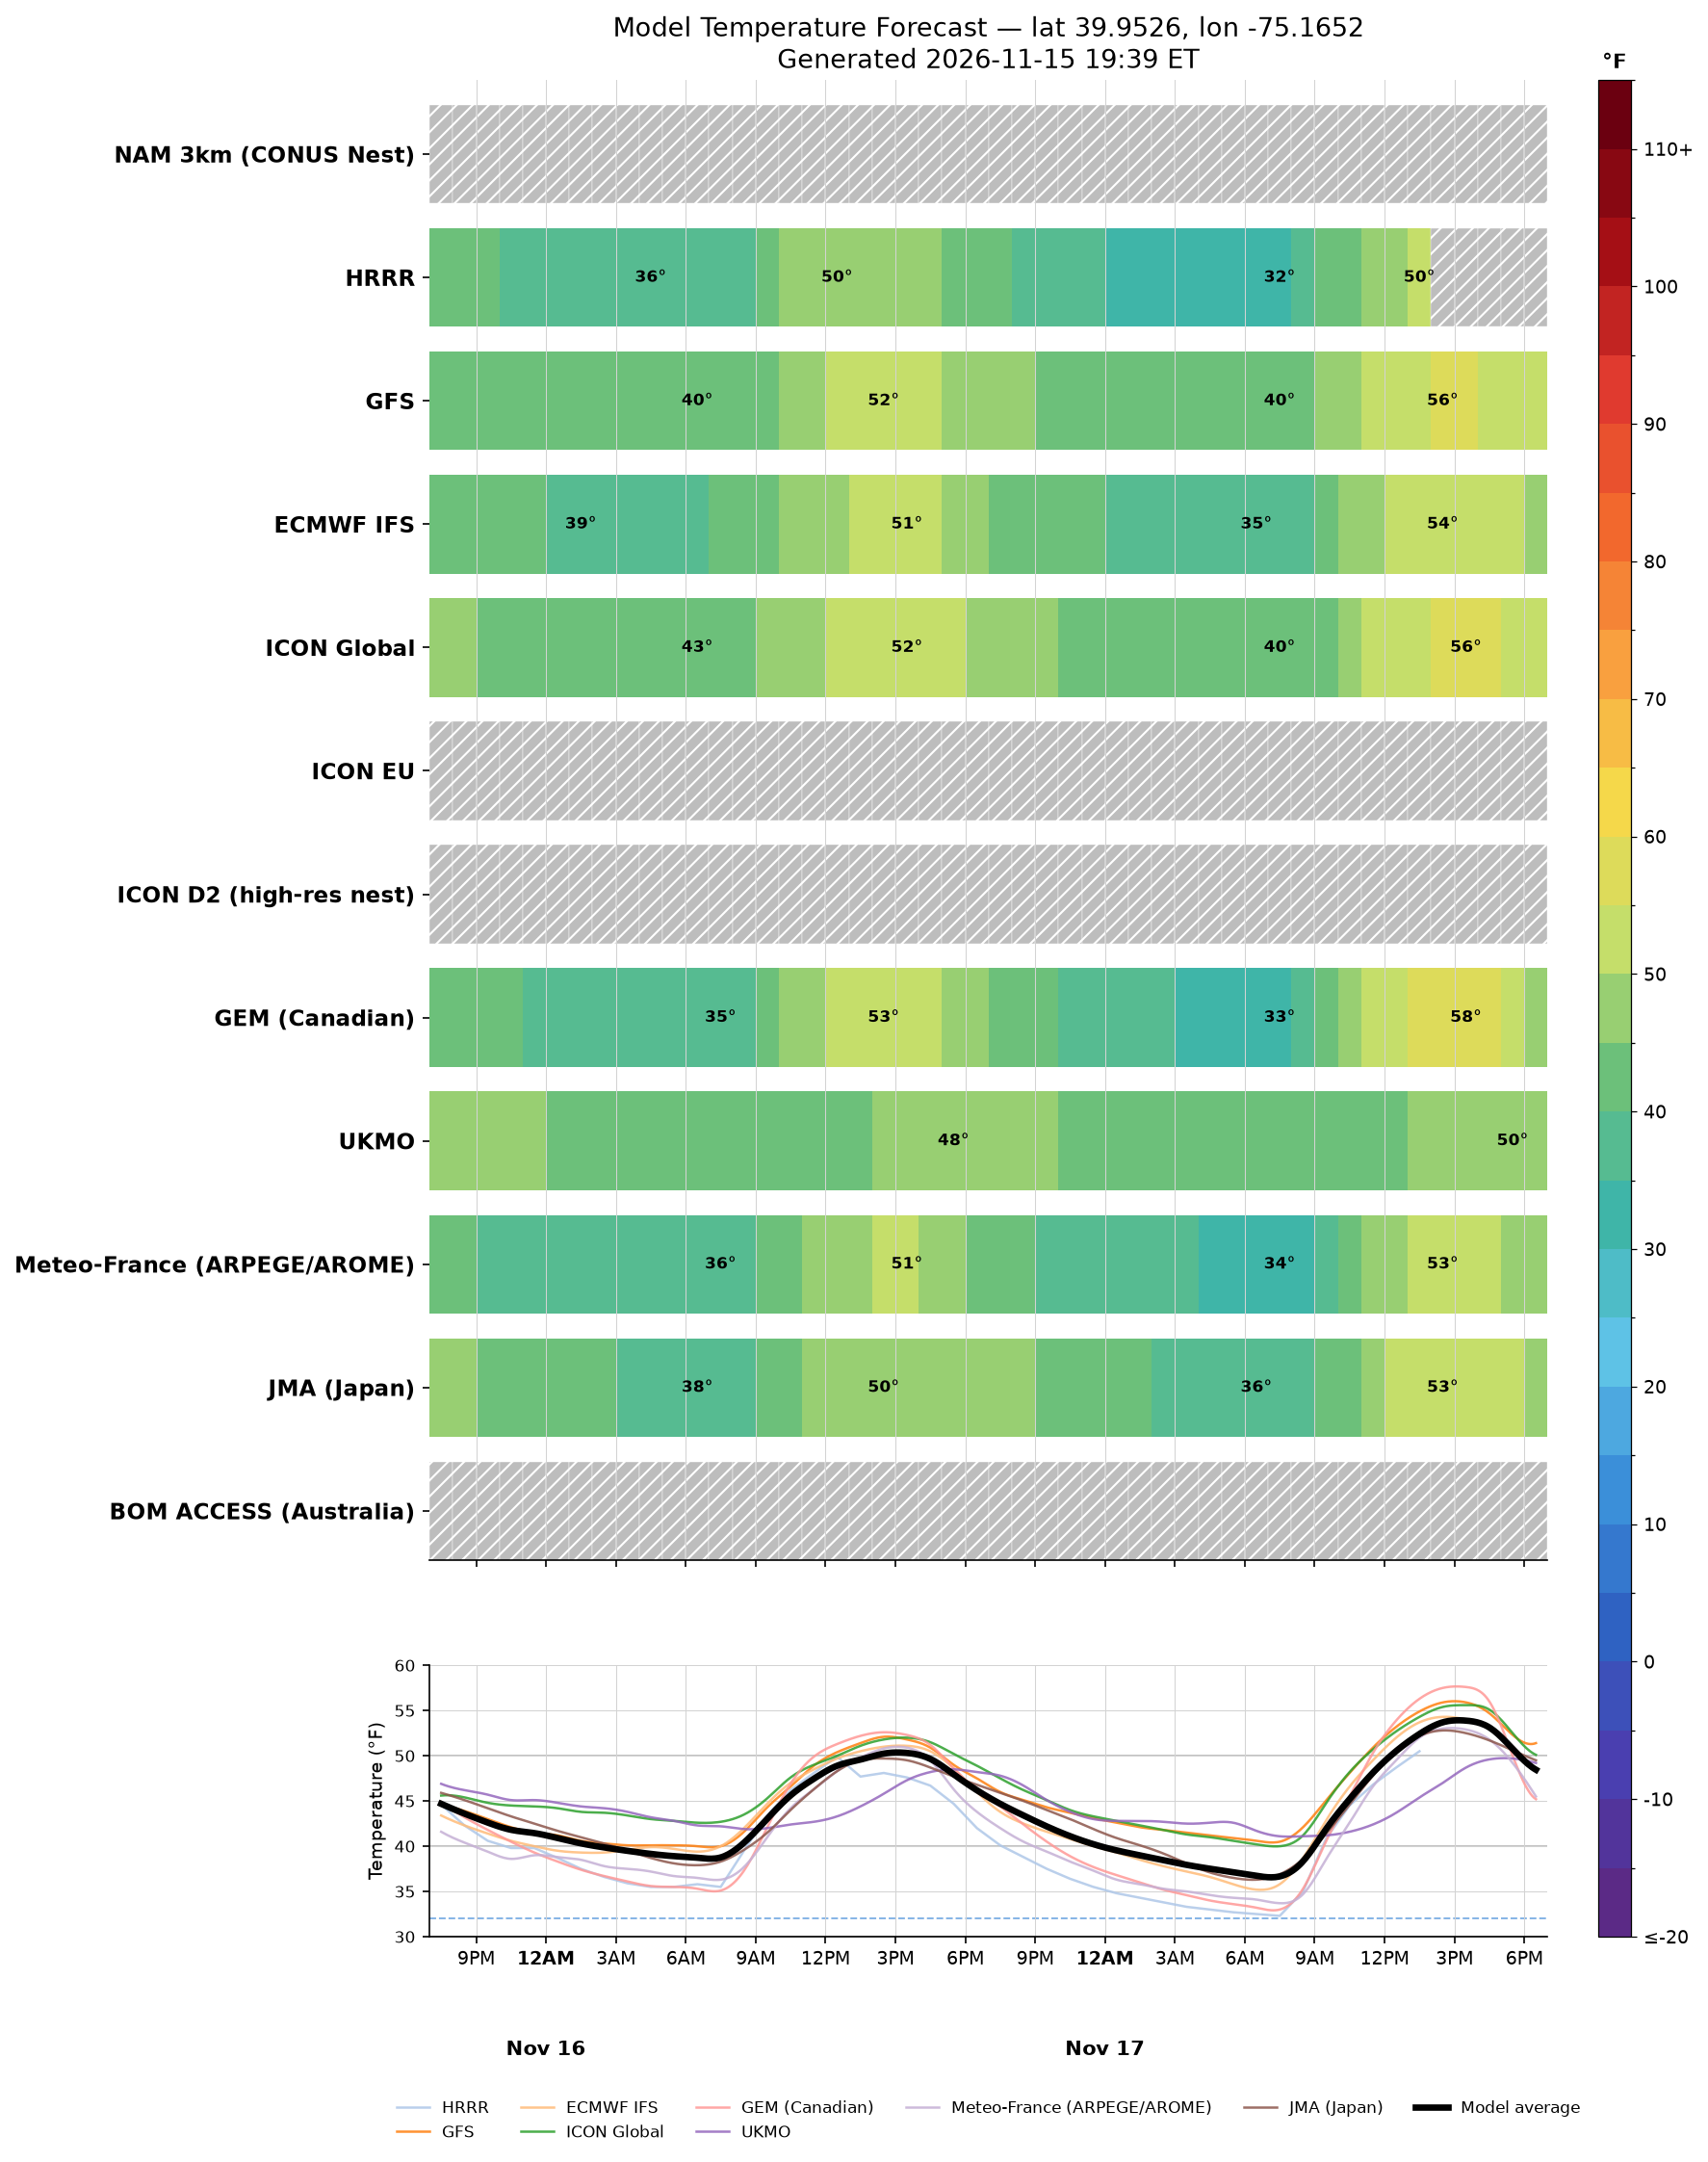 Model Temperature Forecast — lat 39.9526, lon -75.1652
Generated 2026-11-15 19:39 ET
°F
NAM 3km (CONUS Nest)
HRRR
36° 50° 32° 50°
GFS
40° 52° 40° 56°
ECMWF IFS
39° 51° 35° 54°
ICON Global
43° 52° 40° 56°
ICON EU
ICON D2 (high-res nest)
GEM (Canadian)
35° 53° 33° 58°
UKMO
48° 50°
Meteo-France (ARPEGE/AROME)
36° 51° 34° 53°
JMA (Japan)
38° 50° 36° 53°
BOM ACCESS (Australia)
110+
100
90
80
70
60
50
40
30
20
10
0
-10
≤-20
Temperature (°F)
60
55
50
45
40
35
30
9PM 12AM 3AM 6AM 9AM 12PM 3PM 6PM 9PM 12AM 3AM 6AM 9AM 12PM 3PM 6PM
Nov 16 Nov 17
HRRR ECMWF IFS GEM (Canadian) Meteo-France (ARPEGE/AROME) JMA (Japan) Model average
GFS ICON Global UKMO